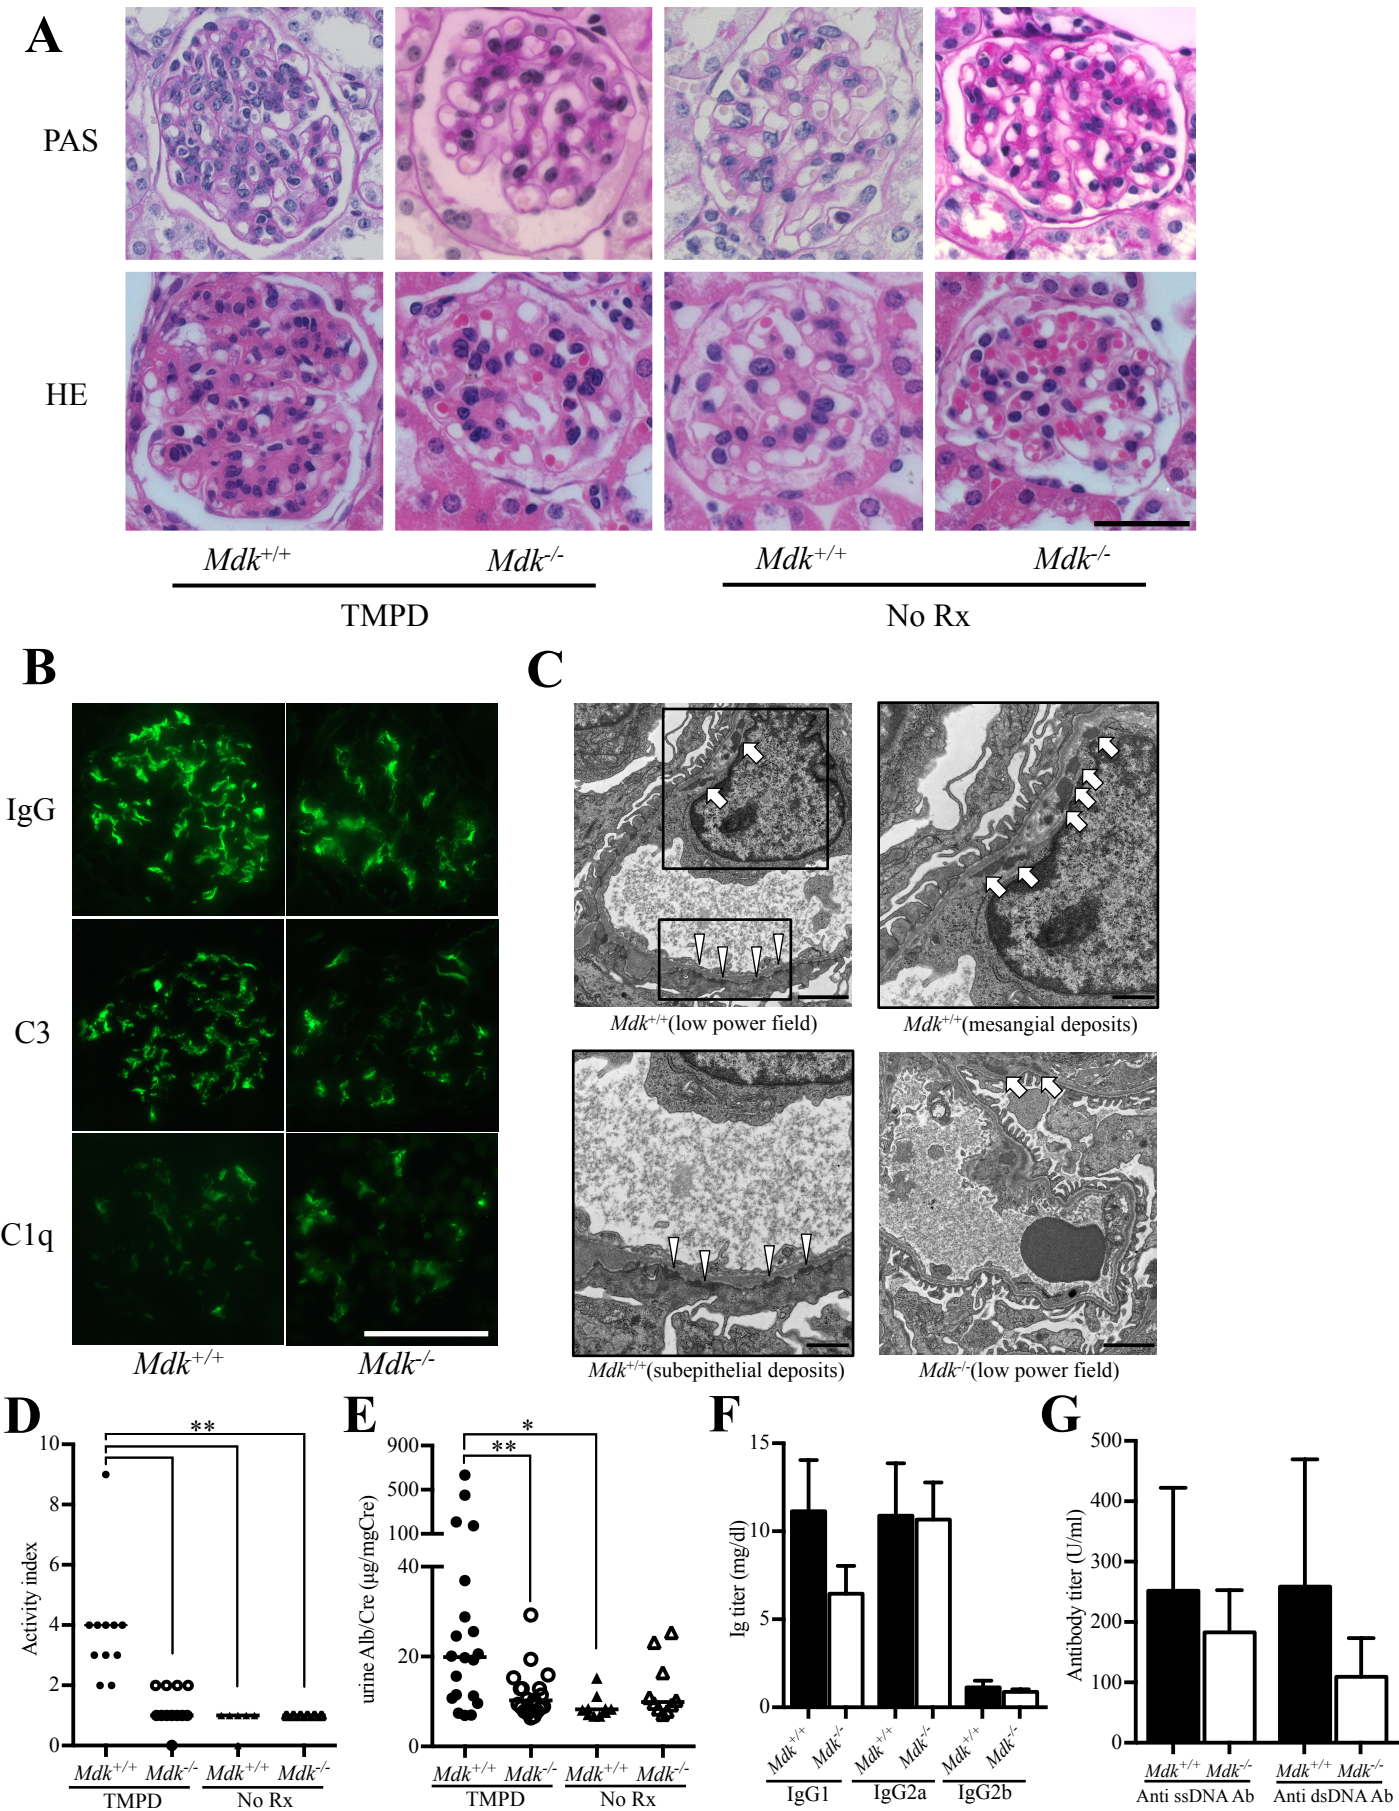 A
PAS
HE
Mdk+/+ Mdk-/- Mdk+/+ Mdk-/-
TMPD No Rx
B
C
IgG
C3
C1q
Mdk+/+ Mdk-/-
Mdk+/+(low power field)
Mdk+/+(mesangial deposits)
Mdk+/+(subepithelial deposits)
Mdk-/-(low power field)
D
**
Activity index
10
8
6
4
2
0
Mdk+/+ Mdk-/- Mdk+/+ Mdk-/-
TMPD No Rx
E
*
**
urine Alb/Cre (μg/mgCre)
900
500
100
40
20
0
Mdk+/+ Mdk-/- Mdk+/+ Mdk-/-
TMPD No Rx
F
Ig titer (mg/dl)
15
10
5
0
Mdk+/+ Mdk-/- Mdk+/+ Mdk-/- Mdk+/+ Mdk-/-
IgG1 IgG2a IgG2b
G
Antibody titer (U/ml)
500
400
300
200
100
0
Mdk+/+ Mdk-/- Mdk+/+ Mdk-/-
Anti ssDNA Ab Anti dsDNA Ab